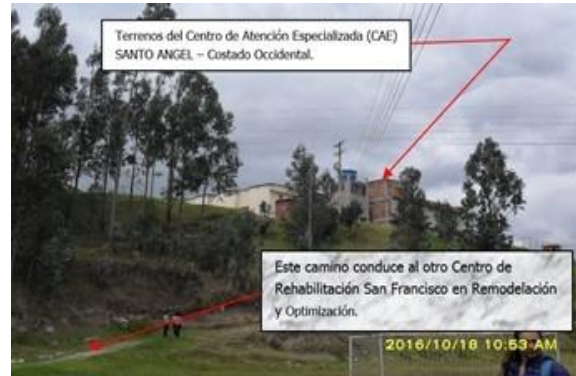 Terrenos del Centro de Atención Especializada (CAE)
SANTO ANGEL – Costado Occidental.
Este camino conduce al otro Centro de
Rehabilitación San Francisco en Remodelación
y Optimización.
2016/10/18 10:53 AM